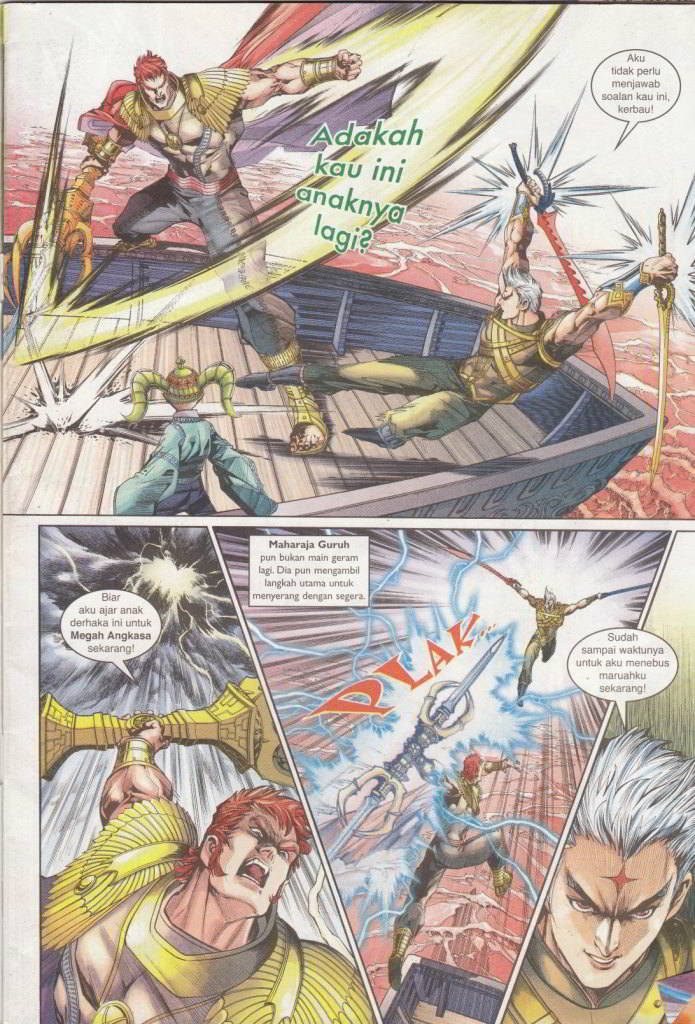 Aku
tidak perlu
menjawab
soalan kau ini,
kerbau!
Adakah
kau ini
anaknya
lagi?
Biar
aku ajar anak
derhaka ini untuk
Megah Angkasa
sekarang!
Maharaja Guruh
pun bukan main geram
lagi. Dia pun mengambil
langkah utama untuk
menyerang dengan segera.
PLAK...
Sudah
sampai waktunya
untuk aku menebus
maruahku
sekarang!